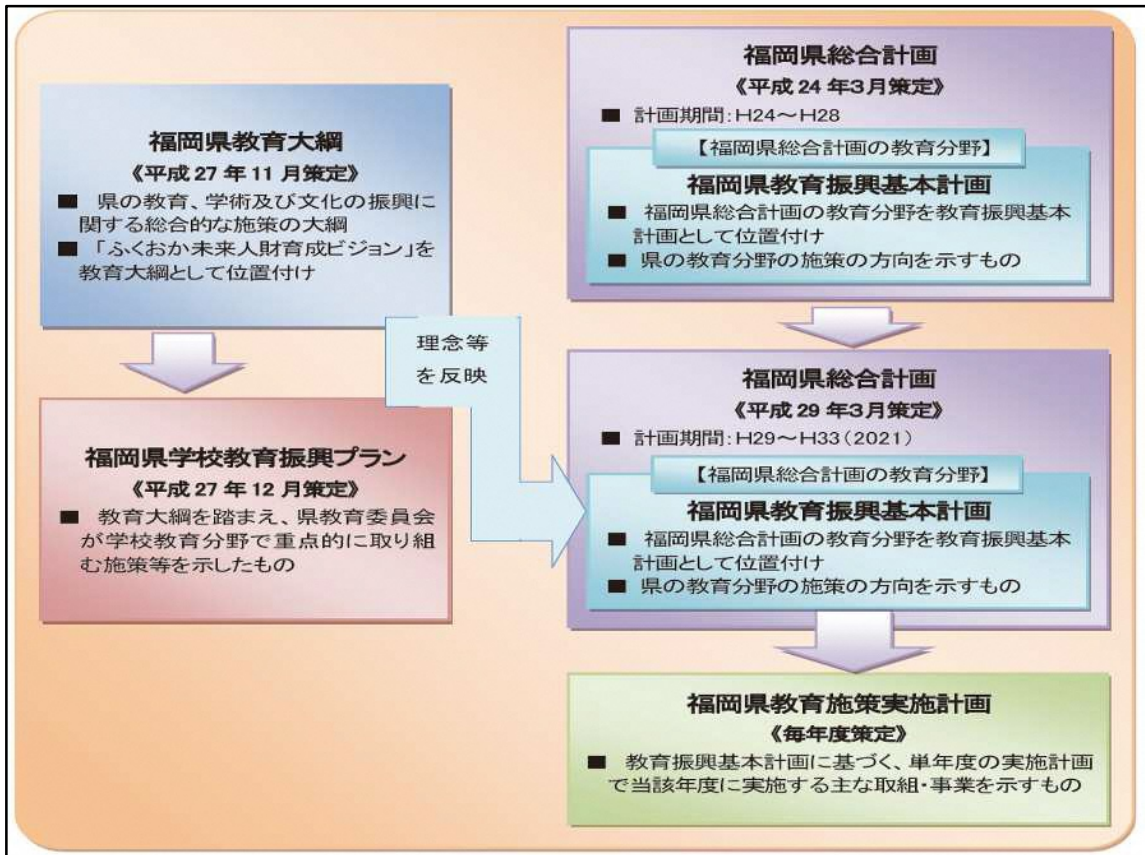 福岡県教育大綱
《平成27年11月策定》
■ 県の教育、学術及び文化の振興に
関する総合的な施策の大綱
■ 「ふくおか未来人財育成ビジョン」を
教育大綱として位置付け
福岡県学校教育振興プラン
《平成27年12月策定》
■ 教育大綱を踏まえ、県教育委員会
が学校教育分野で重点的に取り組
む施策等を示したもの
理念等
を反映
福岡県総合計画
《平成24年3月策定》
■ 計画期間：H24～H28
【福岡県総合計画の教育分野】
福岡県教育振興基本計画
■ 福岡県総合計画の教育分野を教育振興基本
計画として位置付け
■ 県の教育分野の施策の方向を示すもの
福岡県総合計画
《平成29年3月策定》
■ 計画期間：H29～H33（2021）
【福岡県総合計画の教育分野】
福岡県教育振興基本計画
■ 福岡県総合計画の教育分野を教育振興基本
計画として位置付け
■ 県の教育分野の施策の方向を示すもの
福岡県教育施策実施計画
《毎年度策定》
■ 教育振興基本計画に基づく、単年度の実施計画
で当該年度に実施する主な取組・事業を示すもの